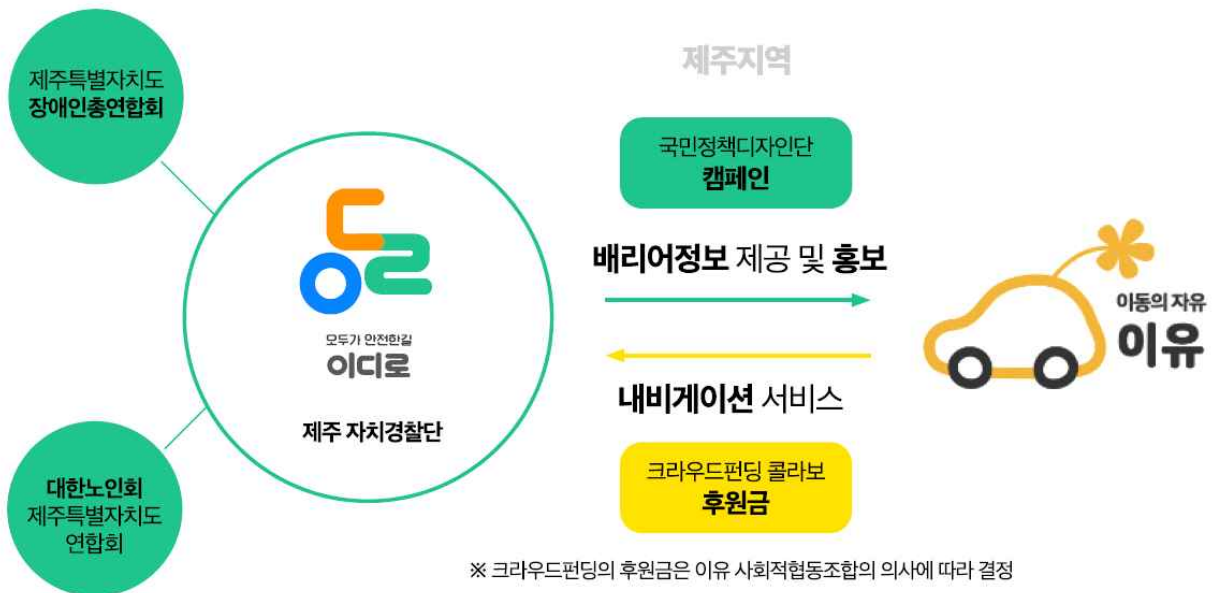 제주특별자치도
장애인총연합회
모두가 안전한길
이디로
제주 자치경찰단
대한노인회
제주특별자치도
연합회
제주지역
국민정책디자인단
캠페인
배리어정보 제공 및 홍보
내비게이션 서비스
크라우드펀딩 콜라보
후원금
이동의 자유
이유
※ 크라우드펀딩의 후원금은 이유 사회적협동조합의 의사에 따라 결정